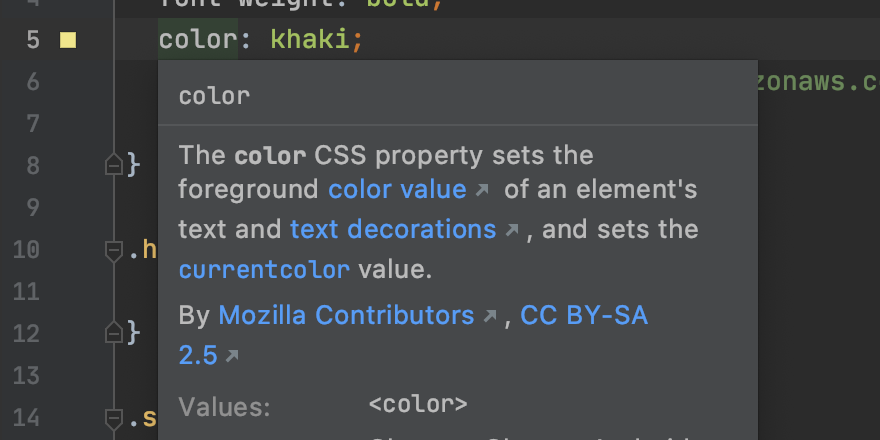 4 font-weight: bold;
5 color: khaki;
6 zonaws.c
color
7
The color CSS property sets the
8 }
foreground color value of an element's
9
text and text decorations , and sets the
10 .h
currentcolor value.
11
By Mozilla Contributors , CC BY-SA
12 }
2.5
13
Values: <color>
14 .s